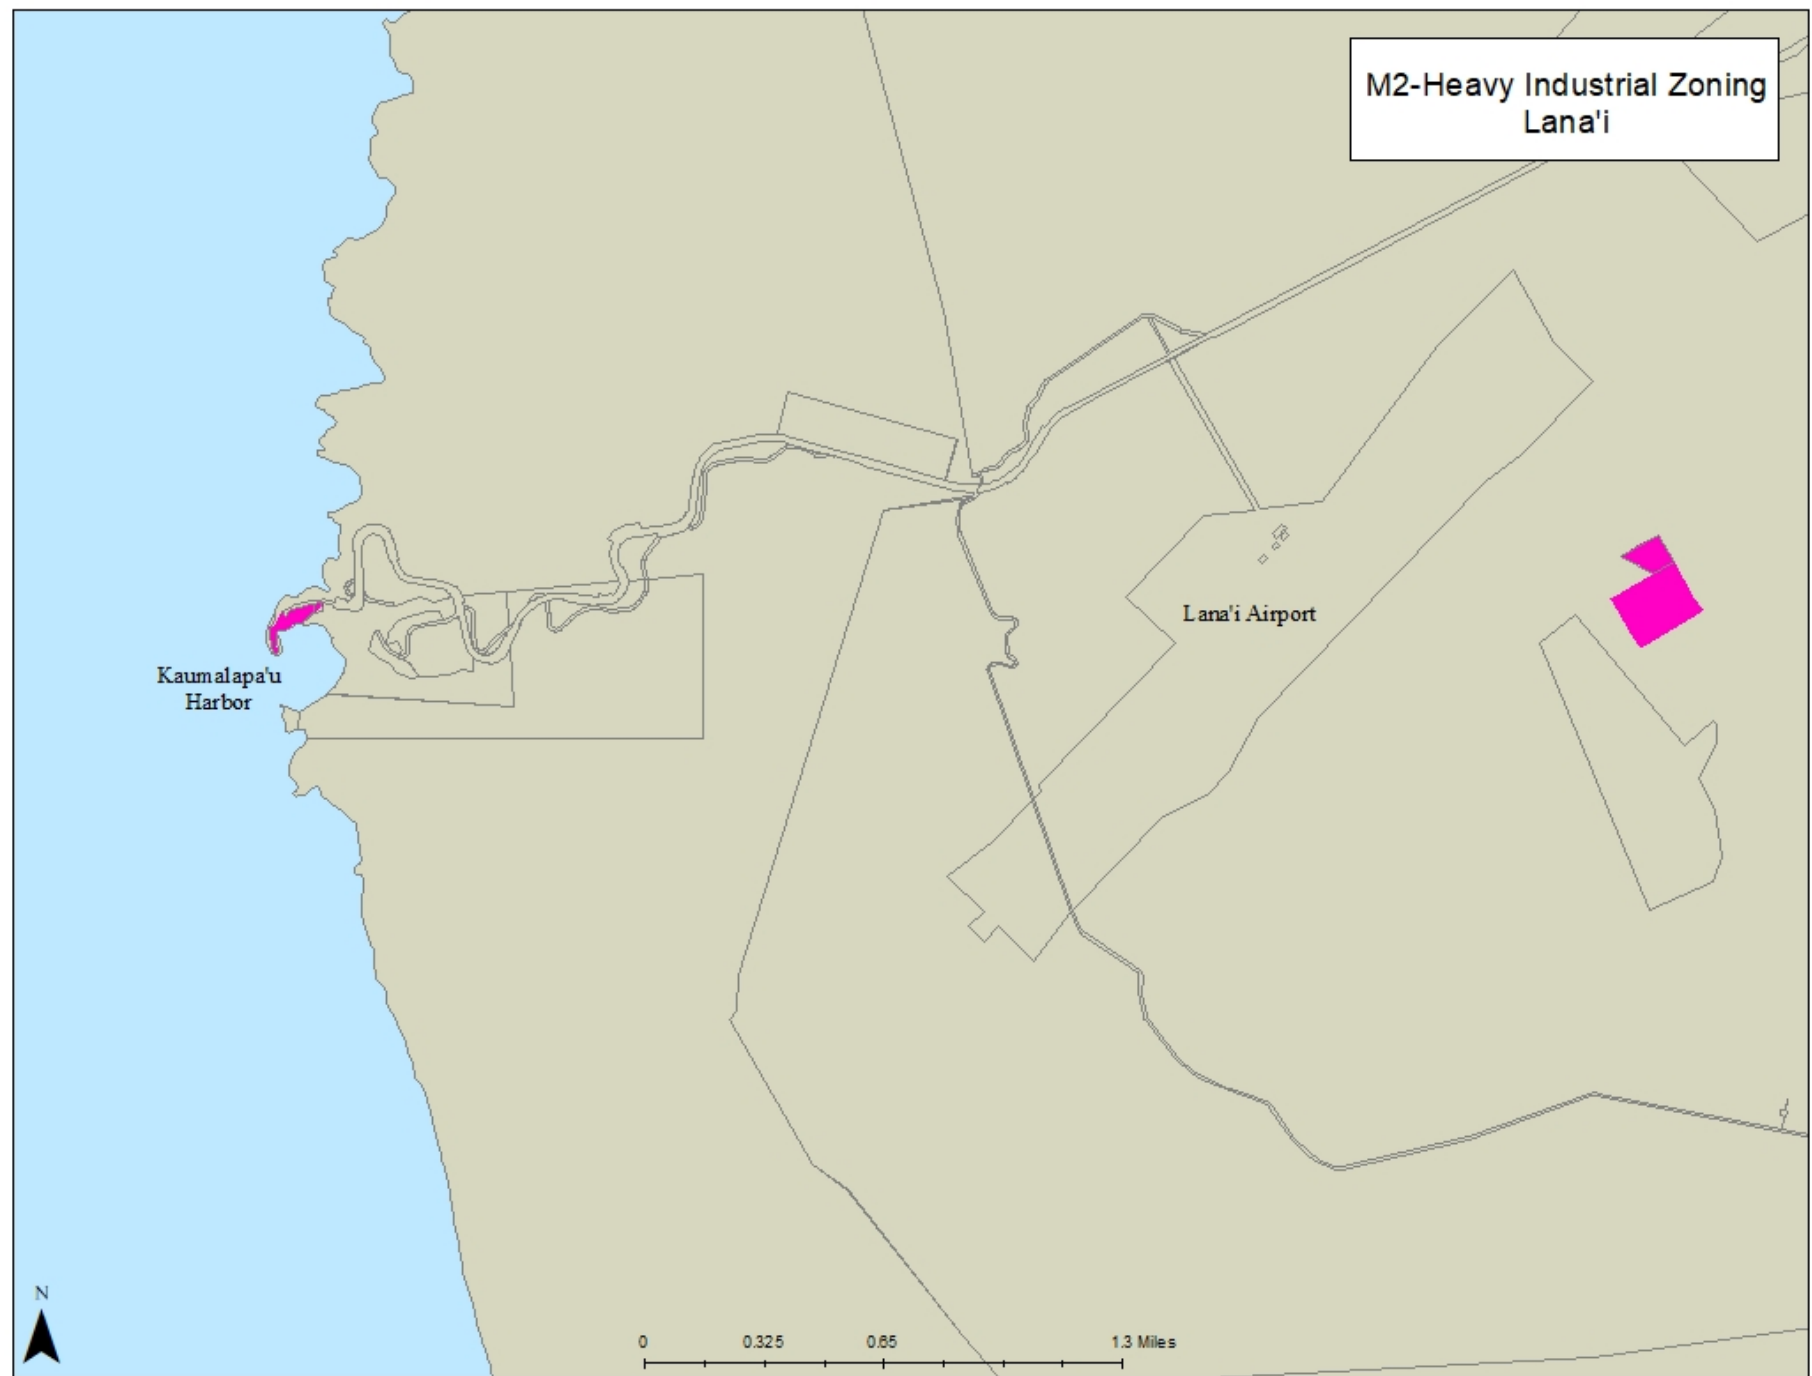 M2-Heavy Industrial Zoning
Lana'i
Lana'i Airport
Kaumalapa'u
Harbor
N
0 0.325 0.65 1.3 Miles